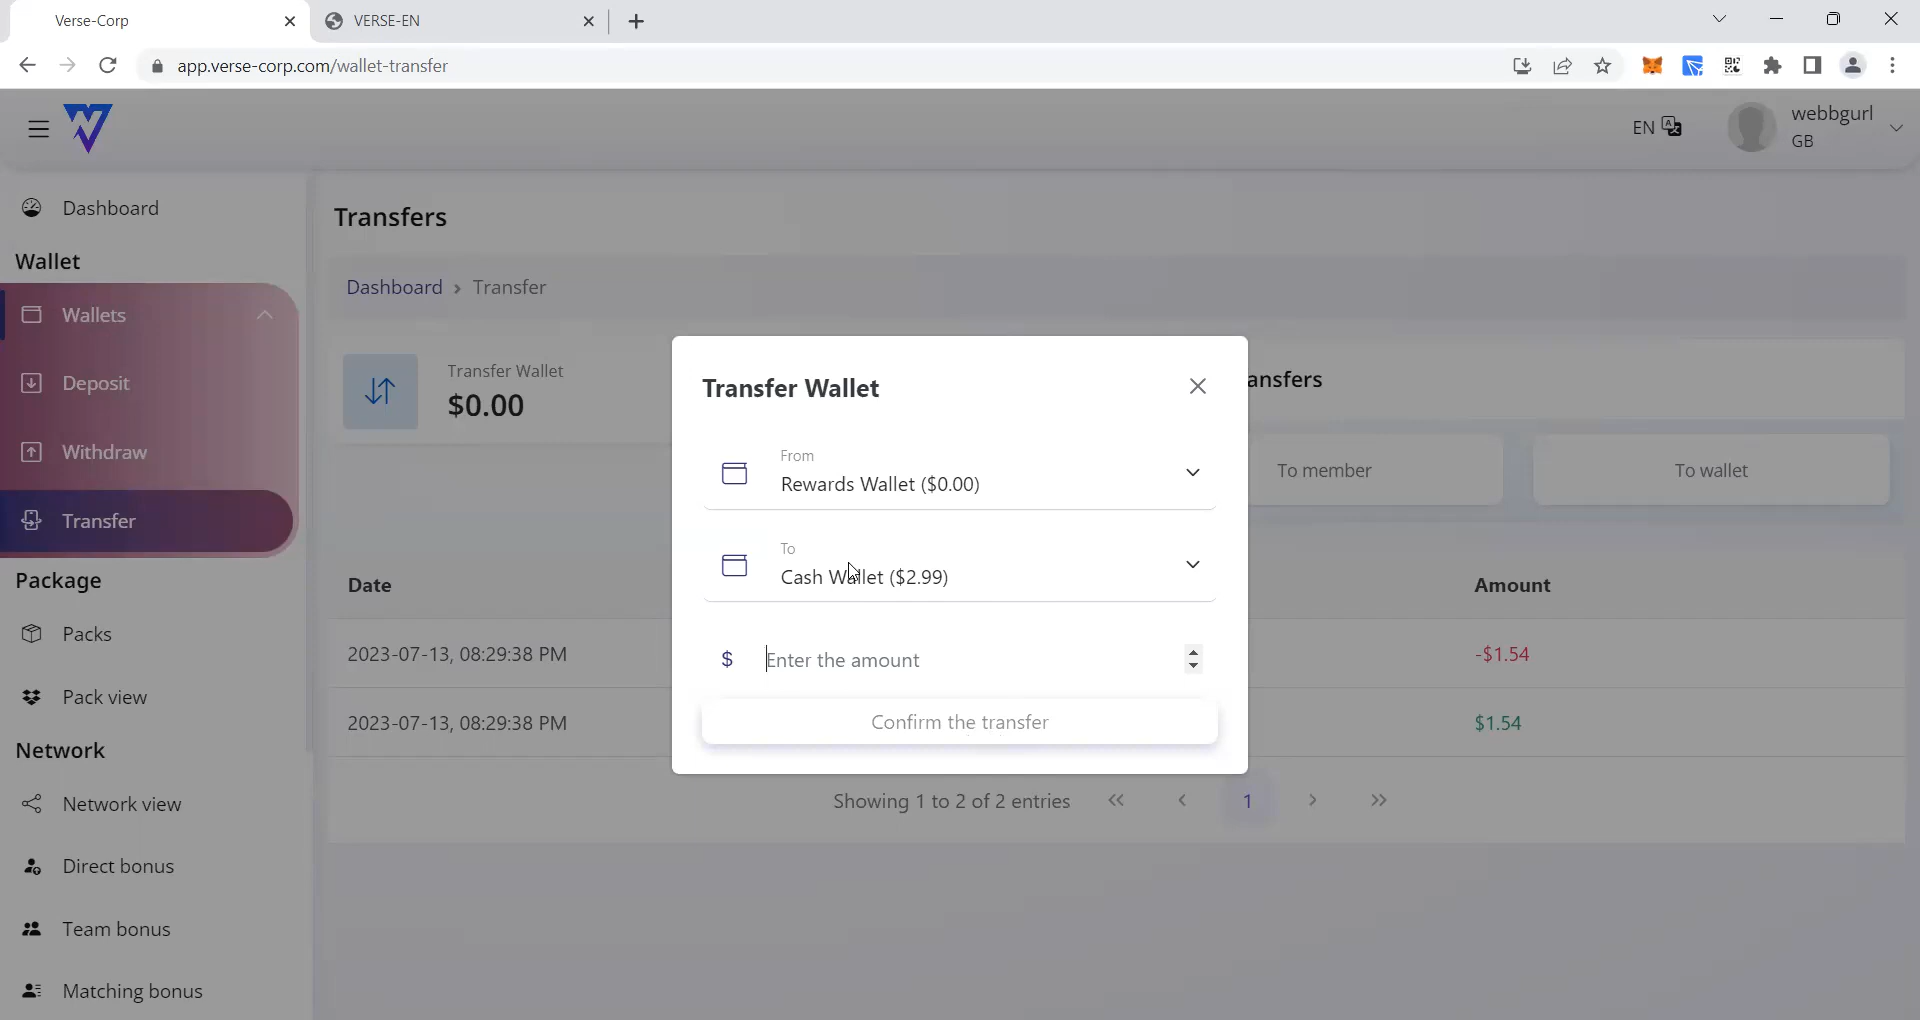 Verse-Corp
VERSE-EN
app.verse-corp.com/wallet-transfer
EN
webbgurl
GB
Dashboard
Wallet
Wallets
Deposit
Withdraw
Transfer
Package
Packs
Pack view
Network
Network view
Direct bonus
Team bonus
Matching bonus
Transfers
Dashboard > Transfer
Transfer Wallet
$0.00
ansfers
To member
To wallet
Date
Amount
2023-07-13, 08:29:38 PM
-$1.54
2023-07-13, 08:29:38 PM
$1.54
Showing 1 to 2 of 2 entries
1
Transfer Wallet
From
Rewards Wallet ($0.00)
To
Cash Wallet ($2.99)
$ Enter the amount
Confirm the transfer